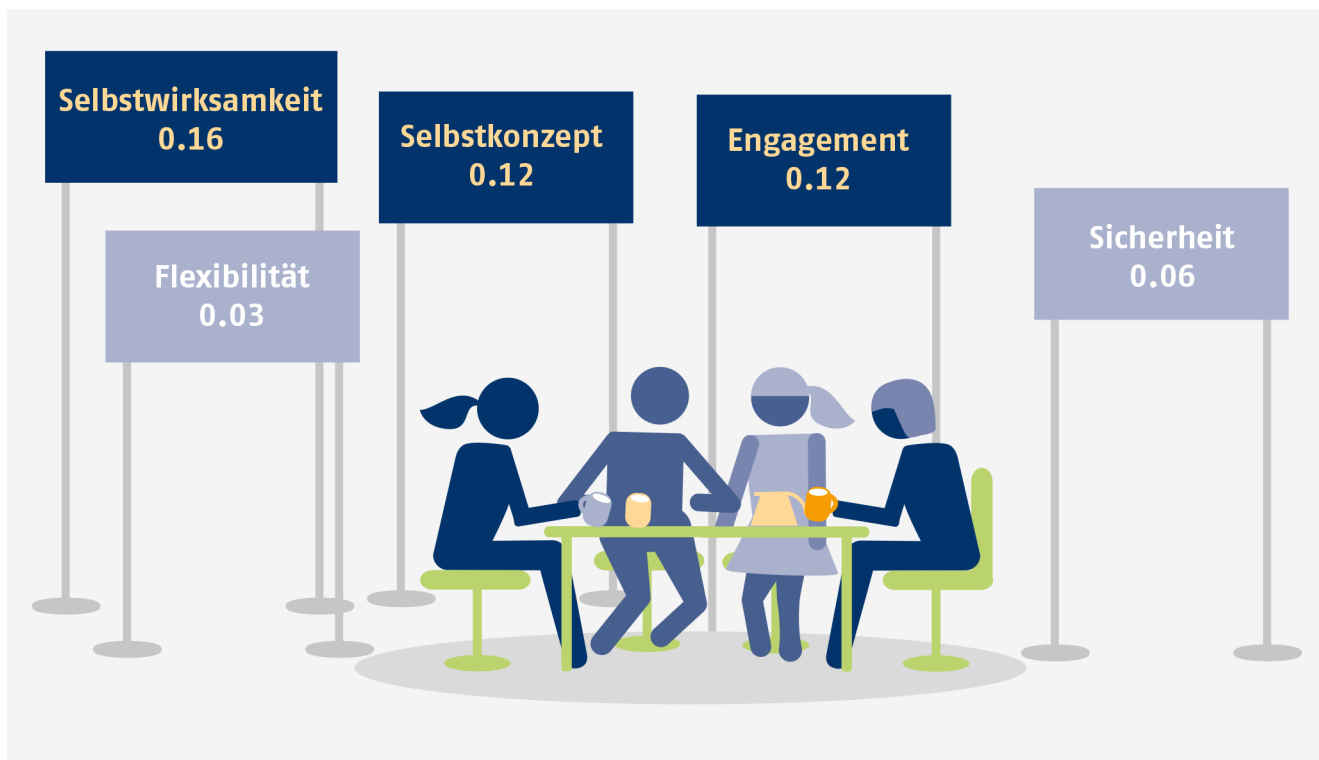 Selbstwirksamkeit
0.16
Selbstkonzept
0.12
Engagement
0.12
Sicherheit
0.06
Flexibilität
0.03